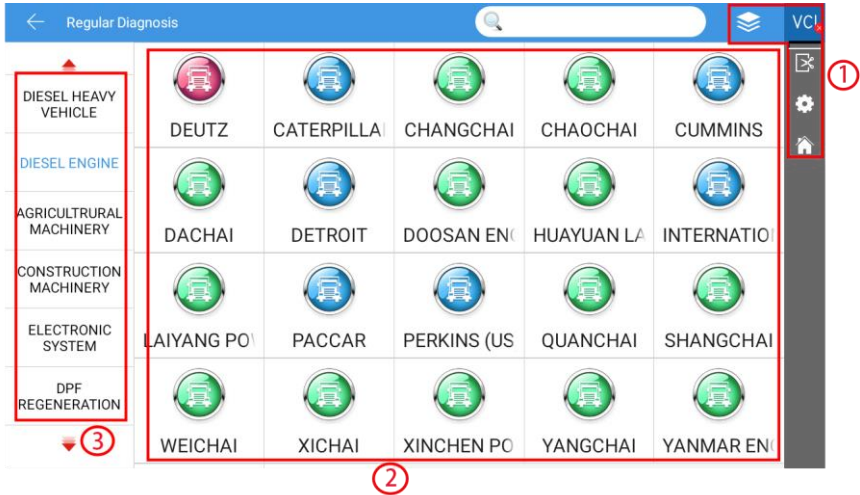 Regular Diagnosis
VCI
①
DIESEL HEAVY
VEHICLE
DIESEL ENGINE
AGRICULTRURAL
MACHINERY
CONSTRUCTION
MACHINERY
ELECTRONIC
SYSTEM
DPF
REGENERATION
③
DEUTZ CATERPILLA CHANGCHAI CHAOCHAI CUMMINS
DACHAI DETROIT DOOSAN EN HUAYUAN LA INTERNATIO
LAIYANG PO PACCAR PERKINS (US QUANCHAI SHANGCHAI
WEICHAI XICHAI XINCHEN PO YANGCHAI YANMAR EN
②